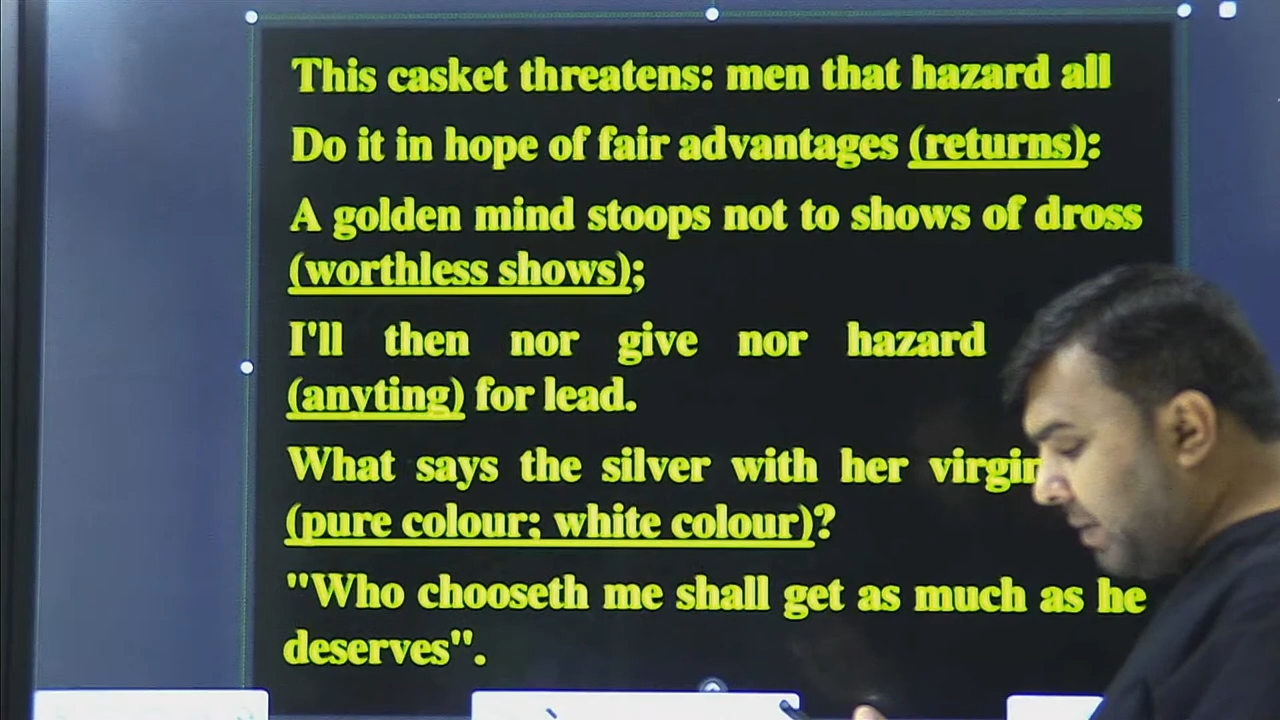 This casket threatens: men that hazard all
Do it in hope of fair advantages (returns):
A golden mind stoops not to shows of dross
(worthless shows);
I'll then nor give nor hazard
(anyting) for lead.
What says the silver with her virgin
(pure colour; white colour)?
"Who chooseth me shall get as much as he
deserves".